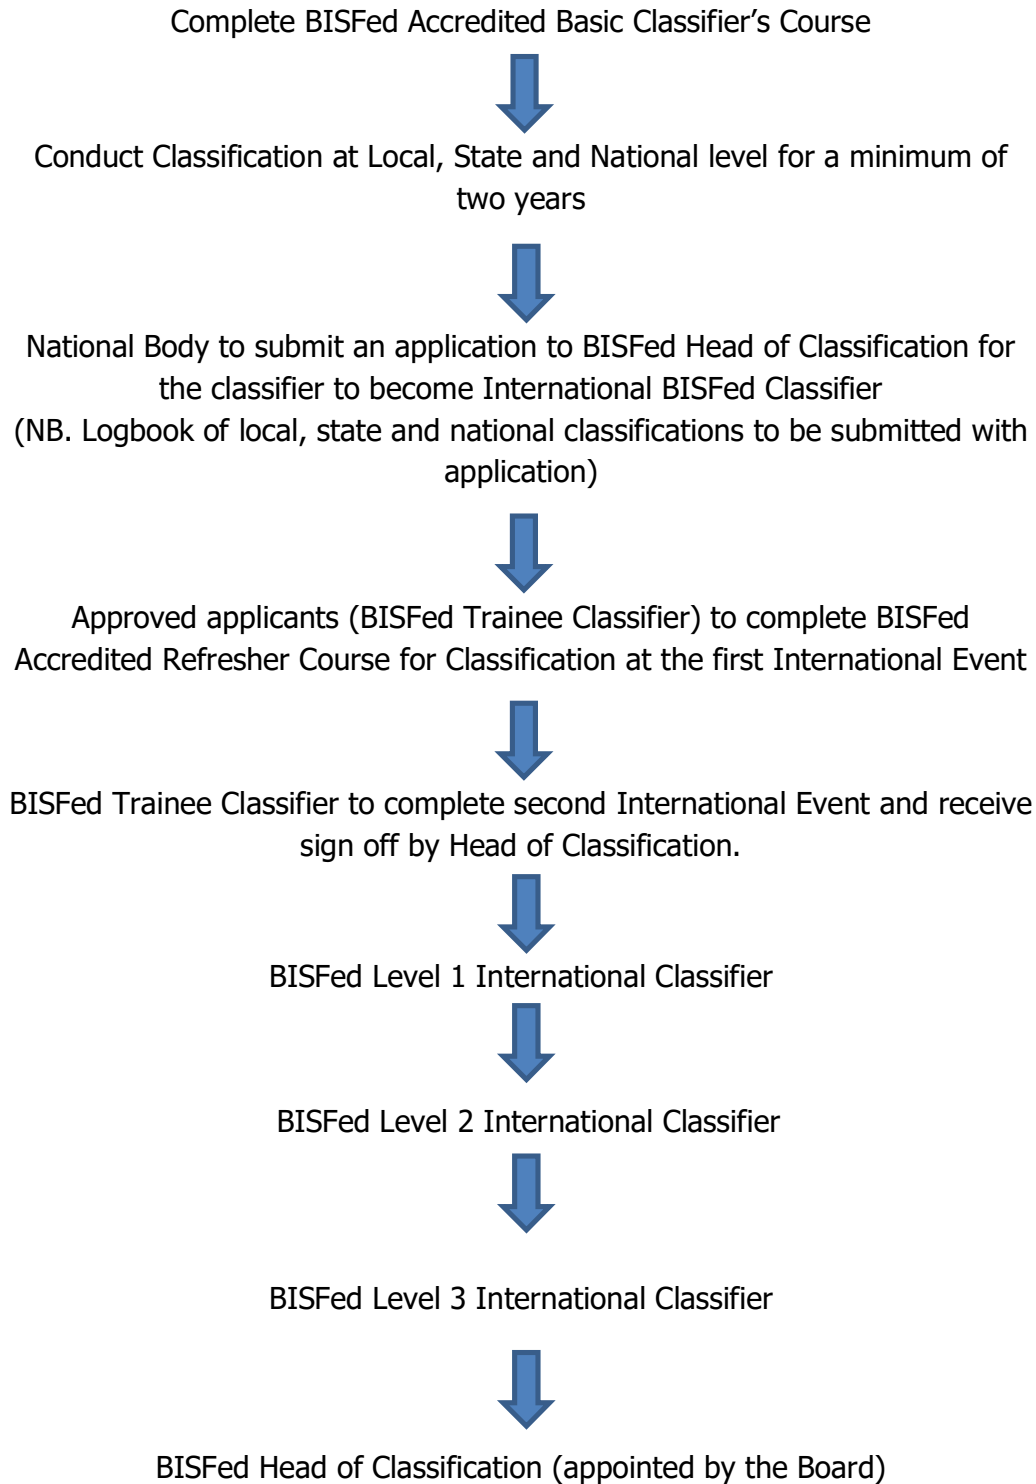 Complete BISFed Accredited Basic Classifier’s Course
Conduct Classification at Local, State and National level for a minimum of
two years
National Body to submit an application to BISFed Head of Classification for
the classifier to become International BISFed Classifier
(NB. Logbook of local, state and national classifications to be submitted with
application)
Approved applicants (BISFed Trainee Classifier) to complete BISFed
Accredited Refresher Course for Classification at the first International Event
BISFed Trainee Classifier to complete second International Event and receive
sign off by Head of Classification.
BISFed Level 1 International Classifier
BISFed Level 2 International Classifier
BISFed Level 3 International Classifier
BISFed Head of Classification (appointed by the Board)